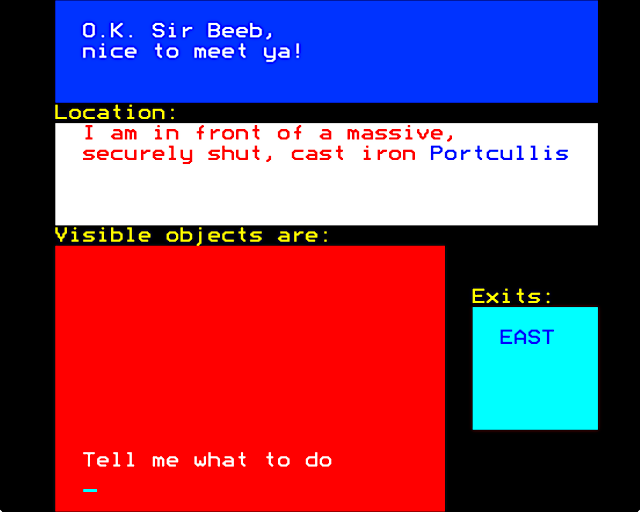 O.K. Sir Beeb,
nice to meet ya!
Location:
I am in front of a massive,
securely shut, cast iron Portcullis
Visible objects are:
Exits:
EAST
Tell me what to do